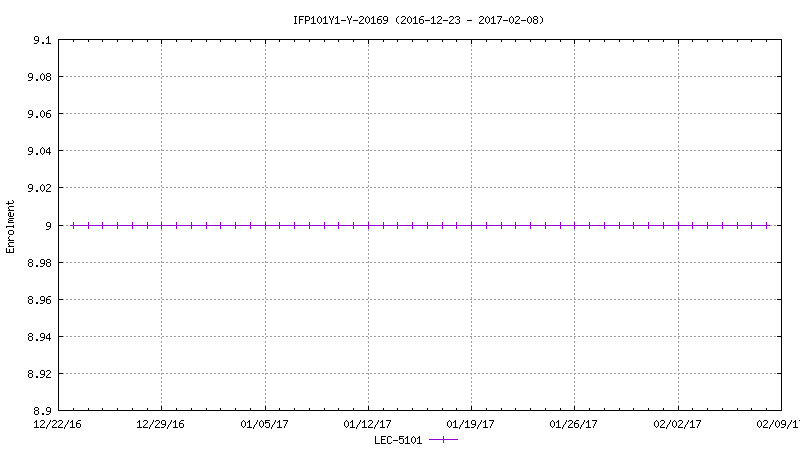 IFP101Y1-Y-20169 (2016-12-23 - 2017-02-08)
9.1
9.08
9.06
9.04
9.02
9
8.98
8.96
8.94
8.92
8.9
Enrolment
12/22/16 12/29/16 01/05/17 01/12/17 01/19/17 01/26/17 02/02/17 02/09/1
LEC-5101